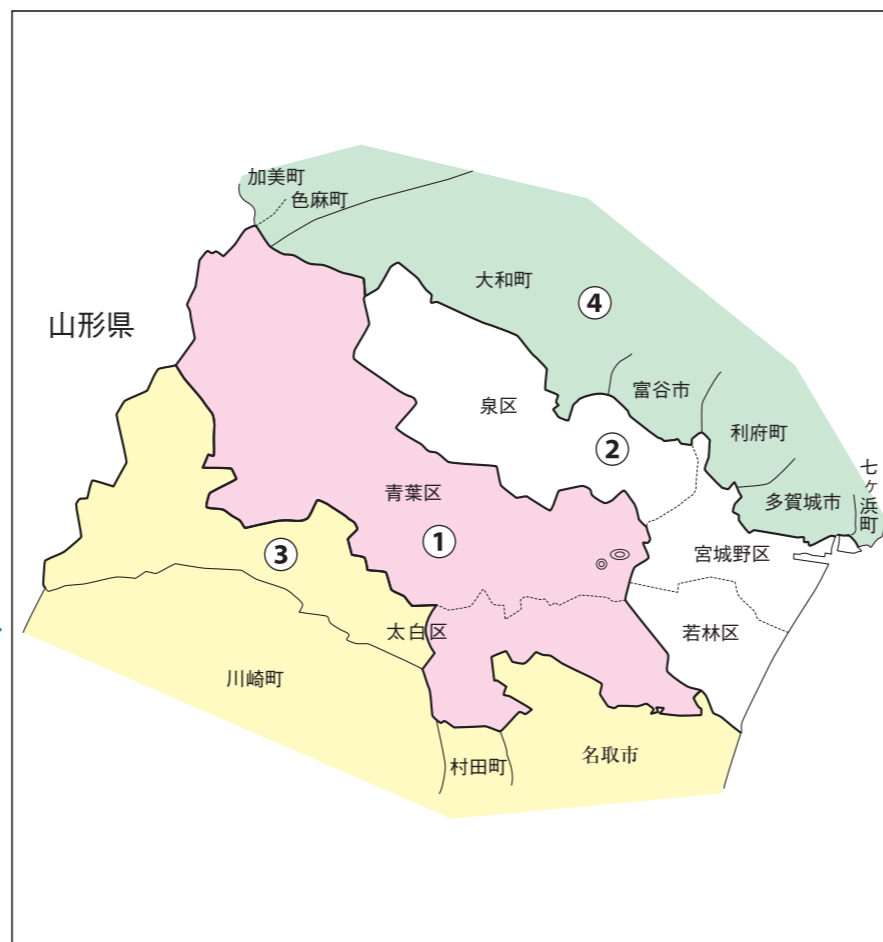 加美町
色麻町
大和町
④
山形県
富谷市
泉区
利府町
②
七ヶ浜町
青葉区
多賀城市
①
③
宮城野区
太白区
若林区
川崎町
名取市
村田町